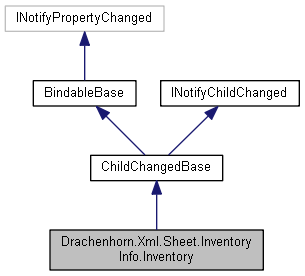 INotifyPropertyChanged
BindableBase
INotifyChildChanged
ChildChangedBase
Drachenhorn.Xml.Sheet.Inventory
Info.Inventory